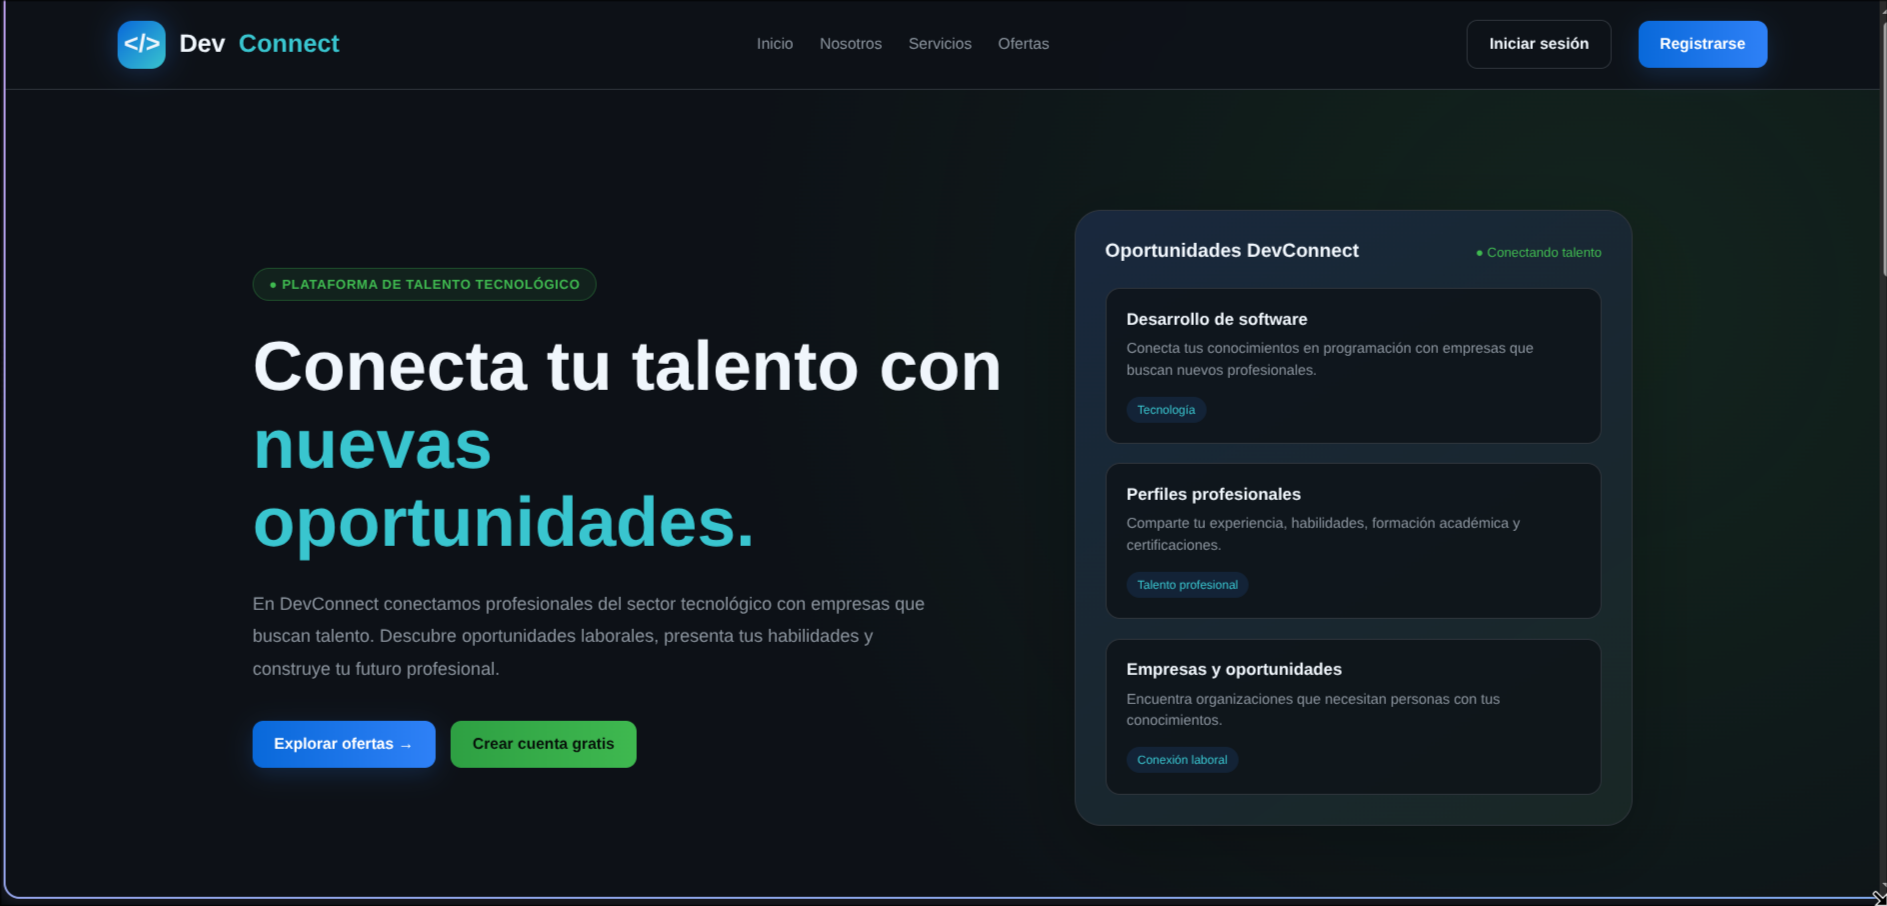 </> Dev Connect
Inicio Nosotros Servicios Ofertas
Iniciar sesión
Registrarse
● PLATAFORMA DE TALENTO TECNOLÓGICO
Conecta tu talento con
nuevas
oportunidades.
En DevConnect conectamos profesionales del sector tecnológico con empresas que
buscan talento. Descubre oportunidades laborales, presenta tus habilidades y
construye tu futuro profesional.
Explorar ofertas →
Crear cuenta gratis
Oportunidades DevConnect
● Conectando talento
Desarrollo de software
Conecta tus conocimientos en programación con empresas que
buscan nuevos profesionales.
Tecnología
Perfiles profesionales
Comparte tu experiencia, habilidades, formación académica y
certificaciones.
Talento profesional
Empresas y oportunidades
Encuentra organizaciones que necesitan personas con tus
conocimientos.
Conexión laboral